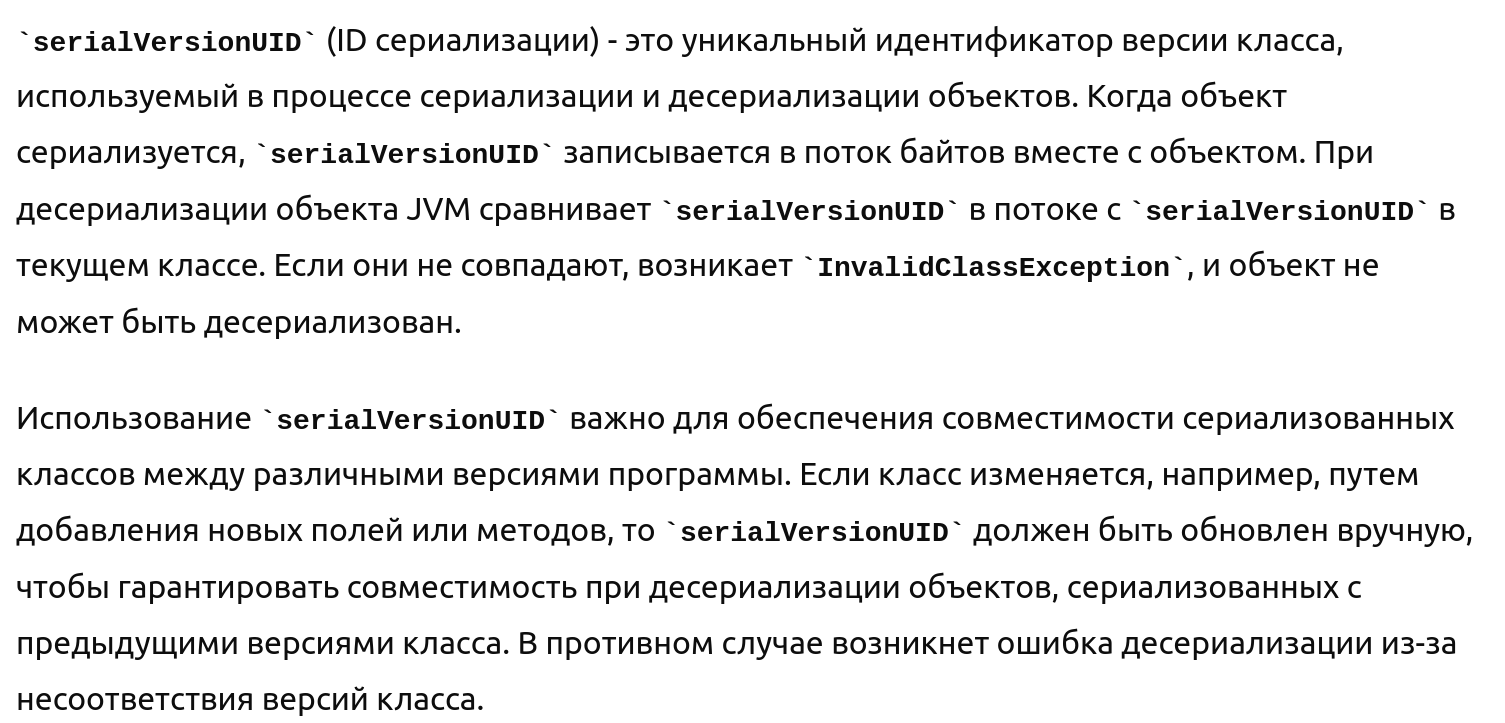 `serialVersionUID` (ID сериализации) - это уникальный идентификатор версии класса,
используемый в процессе сериализации и десериализации объектов. Когда объект
сериализуется, `serialVersionUID` записывается в поток байтов вместе с объектом. При
десериализации объекта JVM сравнивает `serialVersionUID` в потоке с `serialVersionUID` в
текущем классе. Если они не совпадают, возникает `InvalidClassException`, и объект не
может быть десериализован.
Использование `serialVersionUID` важно для обеспечения совместимости сериализованных
классов между различными версиями программы. Если класс изменяется, например, путем
добавления новых полей или методов, то `serialVersionUID` должен быть обновлен вручную,
чтобы гарантировать совместимость при десериализации объектов, сериализованных с
предыдущими версиями класса. В противном случае возникнет ошибка десериализации из-за
несоответствия версий класса.